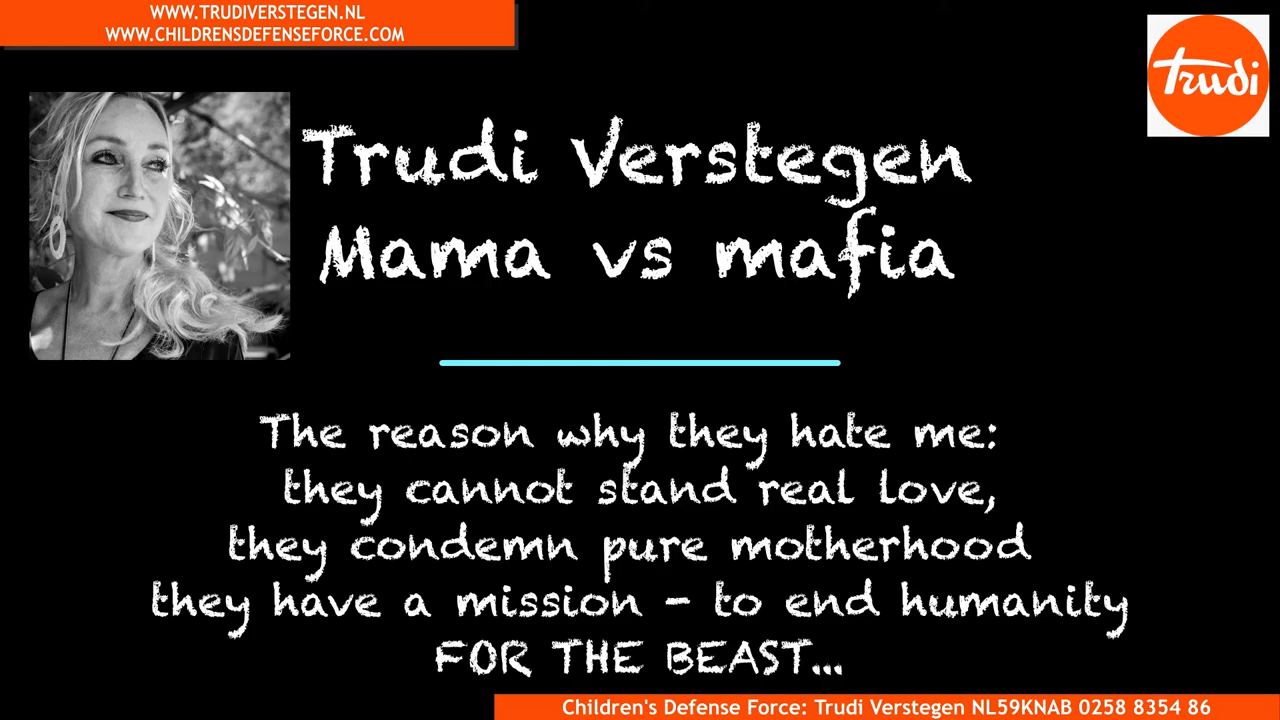 WWW.TRUDIVERSTEGEN.NL
WWW.CHILDRENSDEFENSEFORCE.COM
Trudi
Trudi Verstegen
Mama vs mafia
The reason why they hate me:
they cannot stand real love,
they condemn pure motherhood
they have a mission - to end humanity
FOR THE BEAST...
Children's Defense Force: Trudi Verstegen NL59KNAB 0258 8354 86